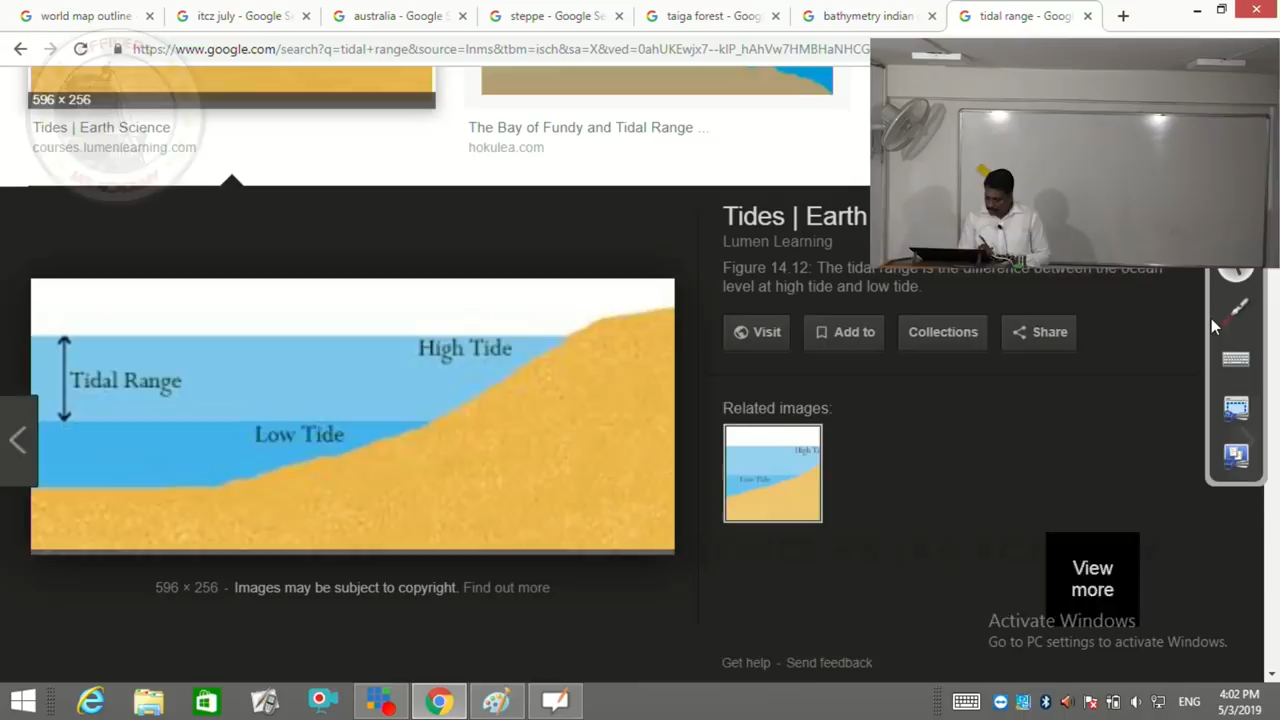 world map outline - itcz july - Google Se australia - Google S steppe - Google Se taiga forest - Goog bathymetry indian o tidal range - Goog
https://www.google.com/search?q=tidal+range&source=lnms&tbm=isch&sa=X&ved=0ahUKEwjx7--kIP_hAhVw7HMBHaNHCG
596 × 256
Tides | Earth Science
courses.lumenlearning.com
The Bay of Fundy and Tidal Range ...
hokulea.com
Tides | Earth
Lumen Learning
Figure 14.12: The tidal range is the difference between the ocean
level at high tide and low tide.
Visit Add to Collections Share
High Tide
Tidal Range
Low Tide
Related images:
High T
Low Tide
View
more
596 × 256 - Images may be subject to copyright. Find out more
Activate Windows
Go to PC settings to activate Windows.
Get help - Send feedback
ENG
4:02 PM
5/3/2019